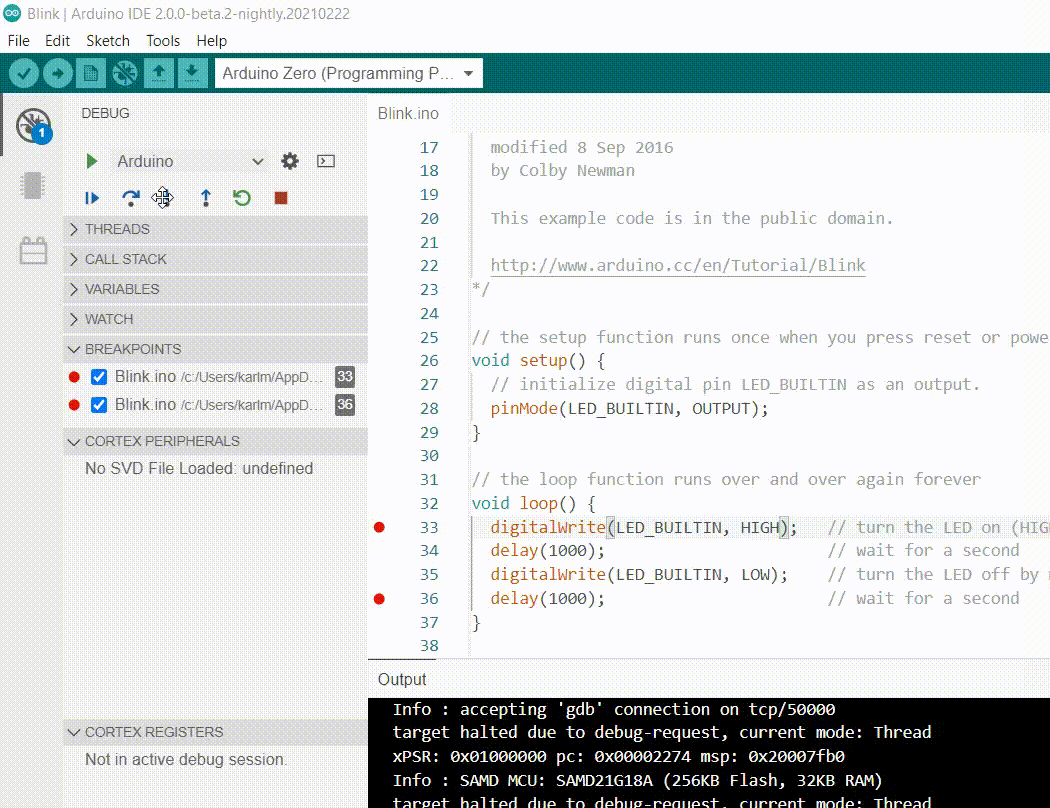 Blink | Arduino IDE 2.0.0-beta.2-nightly.20210222
File Edit Sketch Tools Help
Arduino Zero (Programming P...
DEBUG
1
Arduino
THREADS
CALL STACK
VARIABLES
WATCH
BREAKPOINTS
Blink.ino /c:/Users/karlm/AppD... 33
Blink.ino /c:/Users/karlm/AppD... 36
CORTEX PERIPHERALS
No SVD File Loaded: undefined
CORTEX REGISTERS
Not in active debug session.
Blink.ino
17 modified 8 Sep 2016
18 by Colby Newman
19
20 This example code is in the public domain.
21
22 http://www.arduino.cc/en/Tutorial/Blink
23 */
24
25 // the setup function runs once when you press reset or powe
26 void setup() {
27 // initialize digital pin LED_BUILTIN as an output.
28 pinMode(LED_BUILTIN, OUTPUT);
29 }
30
31 // the loop function runs over and over again forever
32 void loop() {
33 digitalWrite(LED_BUILTIN, HIGH); // turn the LED on (HIG
34 delay(1000); // wait for a second
35 digitalWrite(LED_BUILTIN, LOW); // turn the LED off by
36 delay(1000); // wait for a second
37 }
38
Output
Info : accepting 'gdb' connection on tcp/50000
target halted due to debug-request, current mode: Thread
xPSR: 0x01000000 pc: 0x00002274 msp: 0x20007fb0
Info : SAMD MCU: SAMD21G18A (256KB Flash, 32KB RAM)
target halted due to debug-request, current mode: Thread